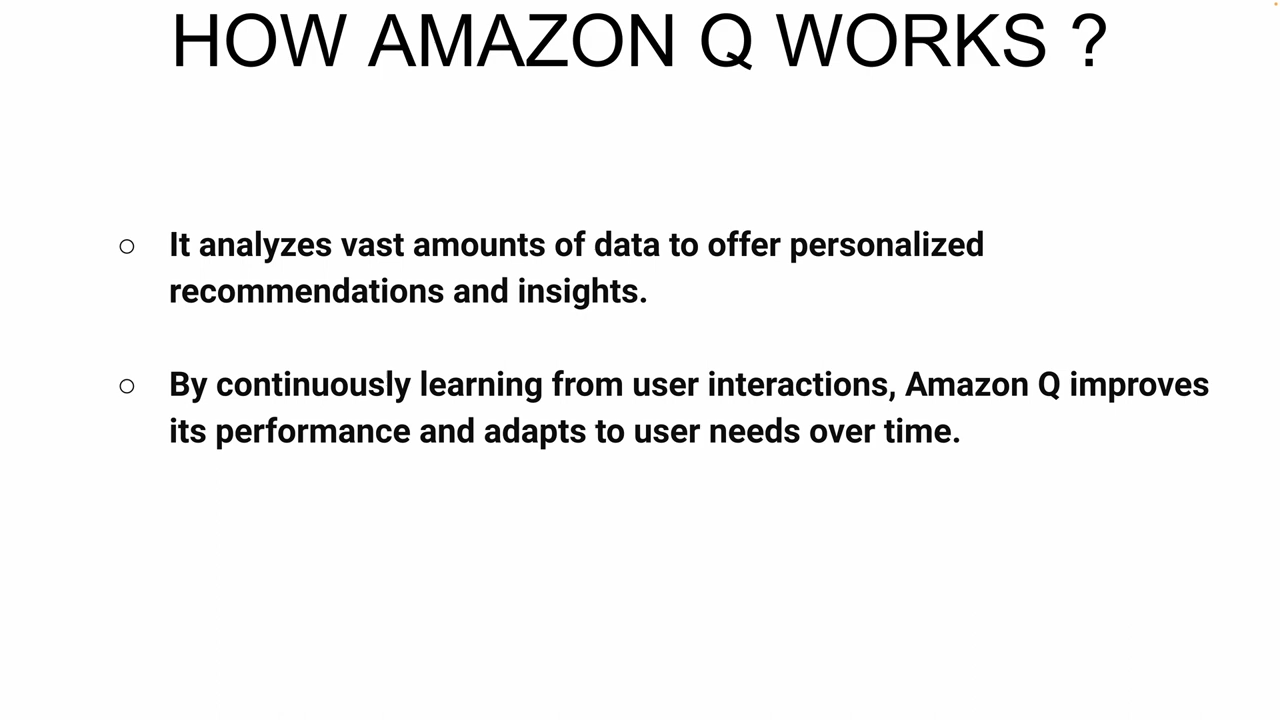 HOW AMAZON Q WORKS ?
○ It analyzes vast amounts of data to offer personalized
recommendations and insights.
○ By continuously learning from user interactions, Amazon Q improves
its performance and adapts to user needs over time.